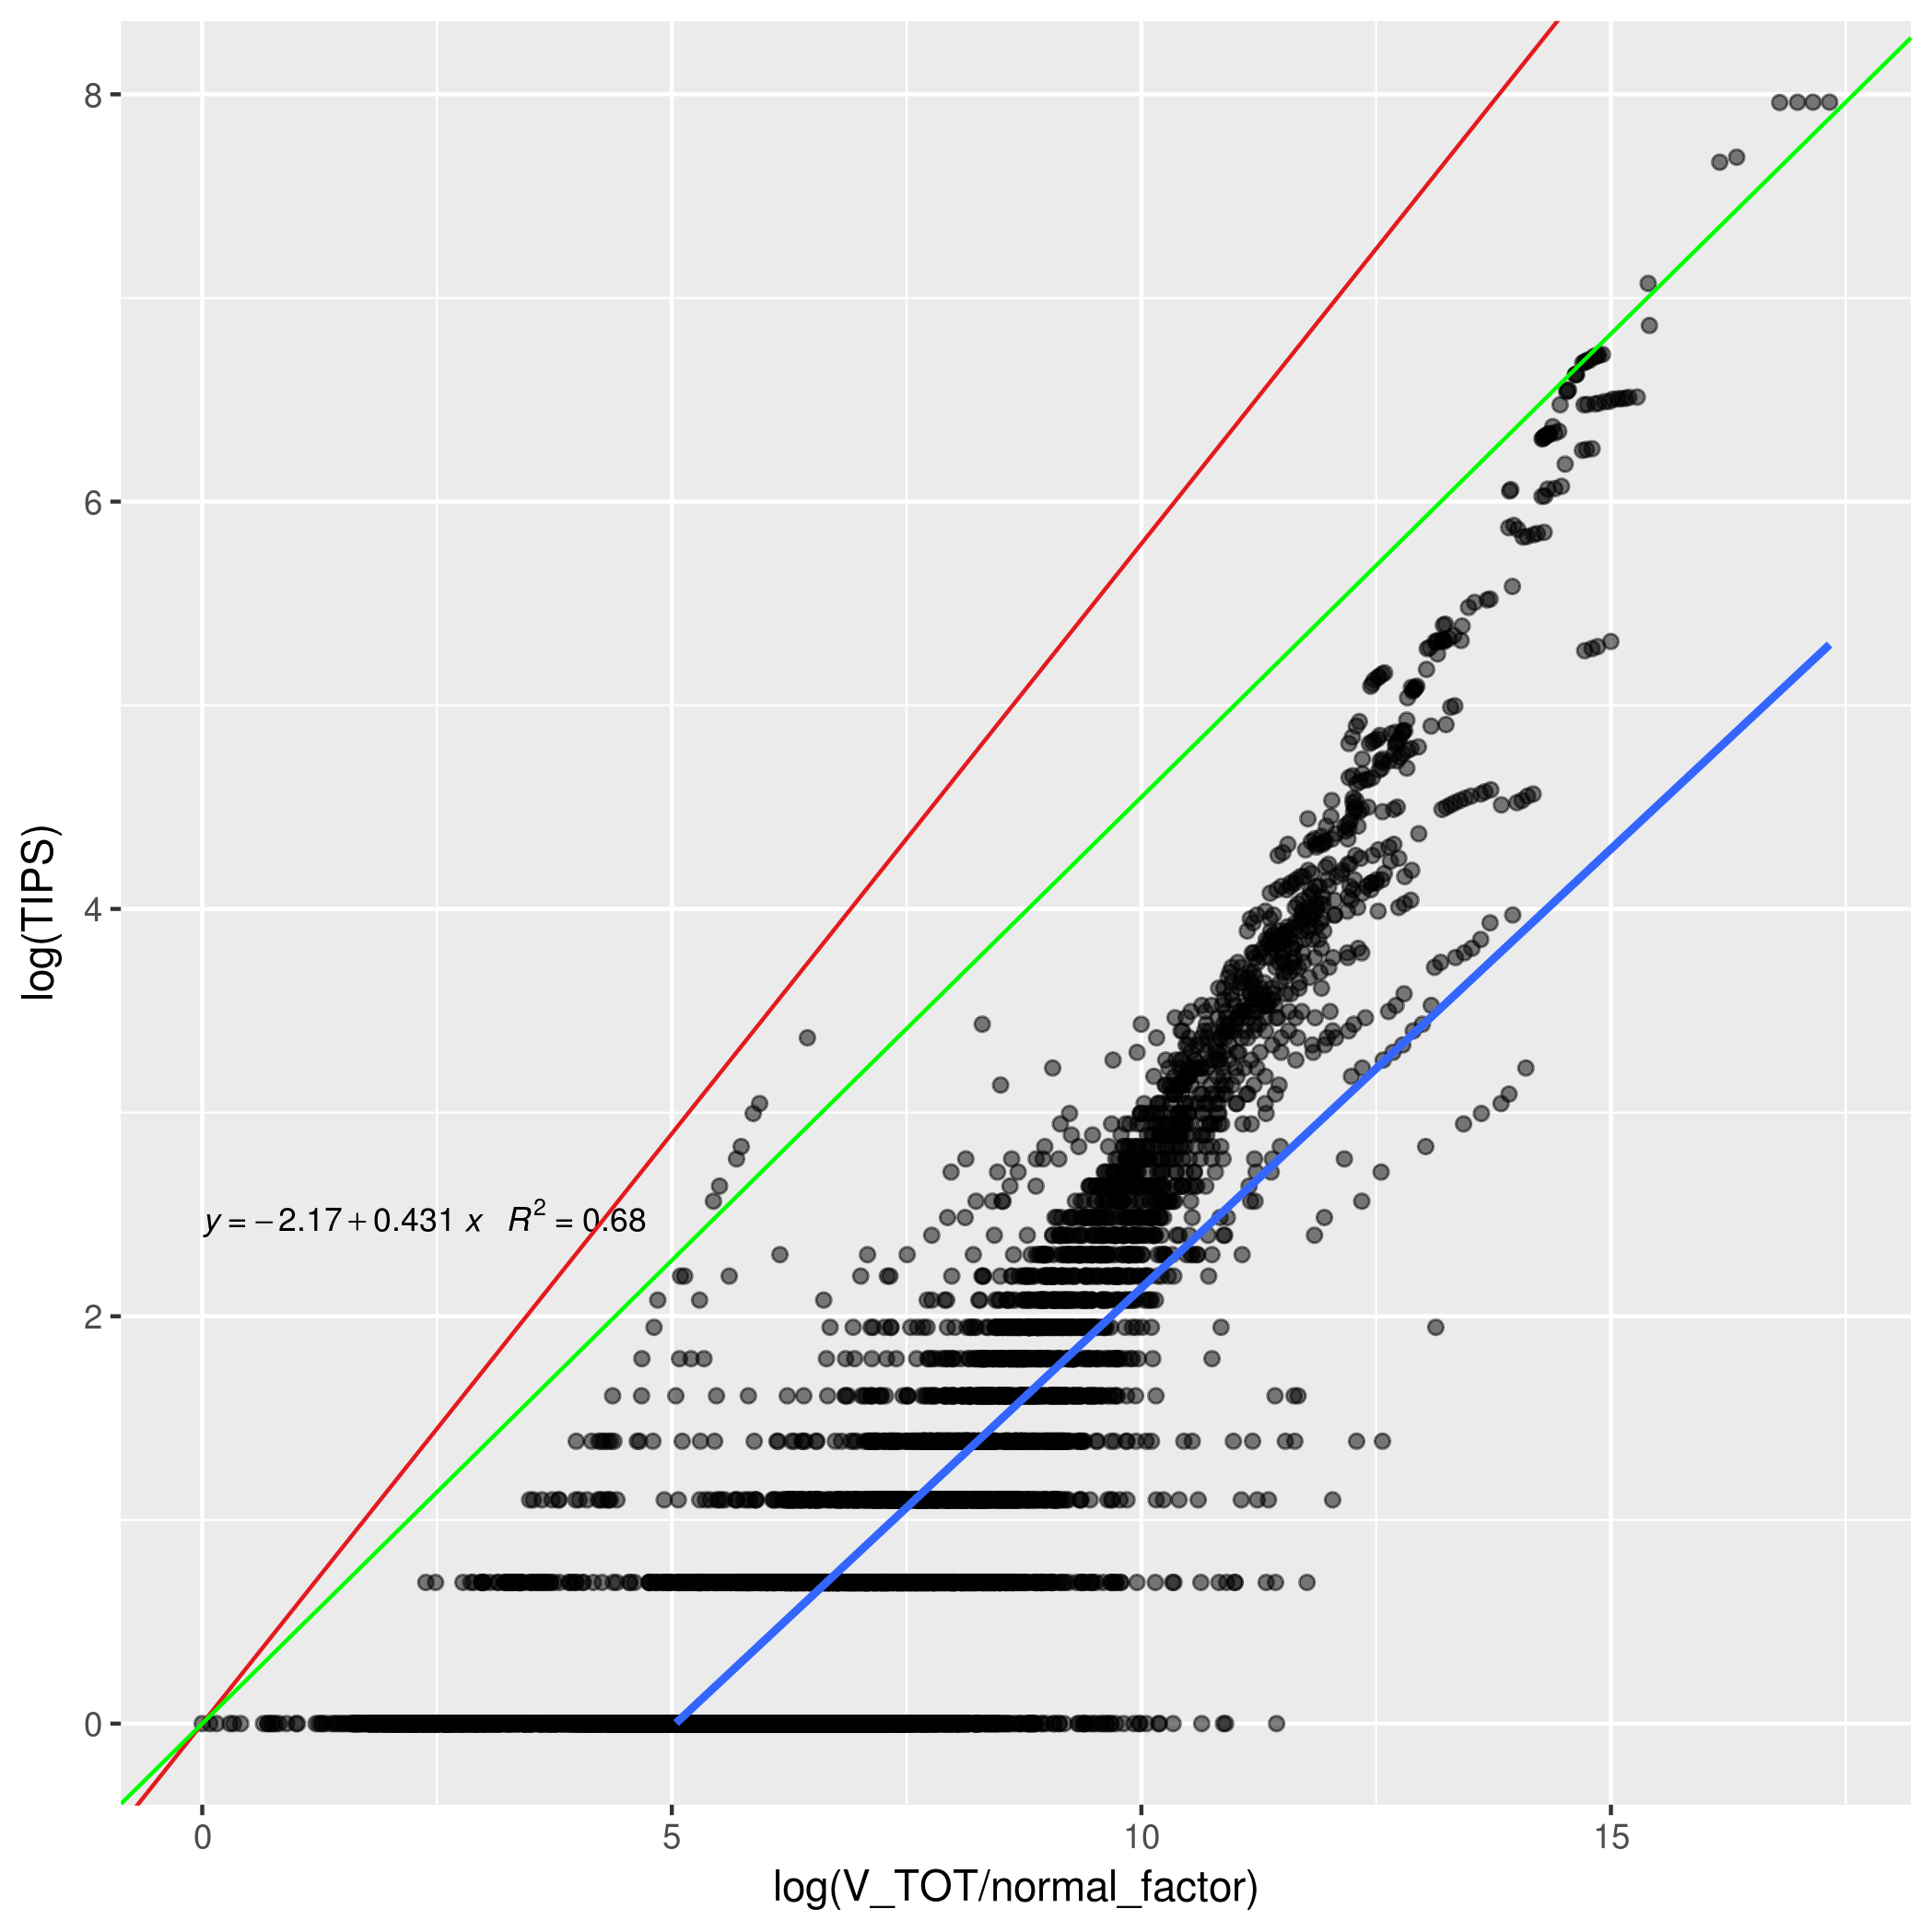 8
6
4
2
0
log(TIPS)
y = −2.17+0.431 x R² = 0.68
0 5 10 15
log(V_TOT/normal_factor)